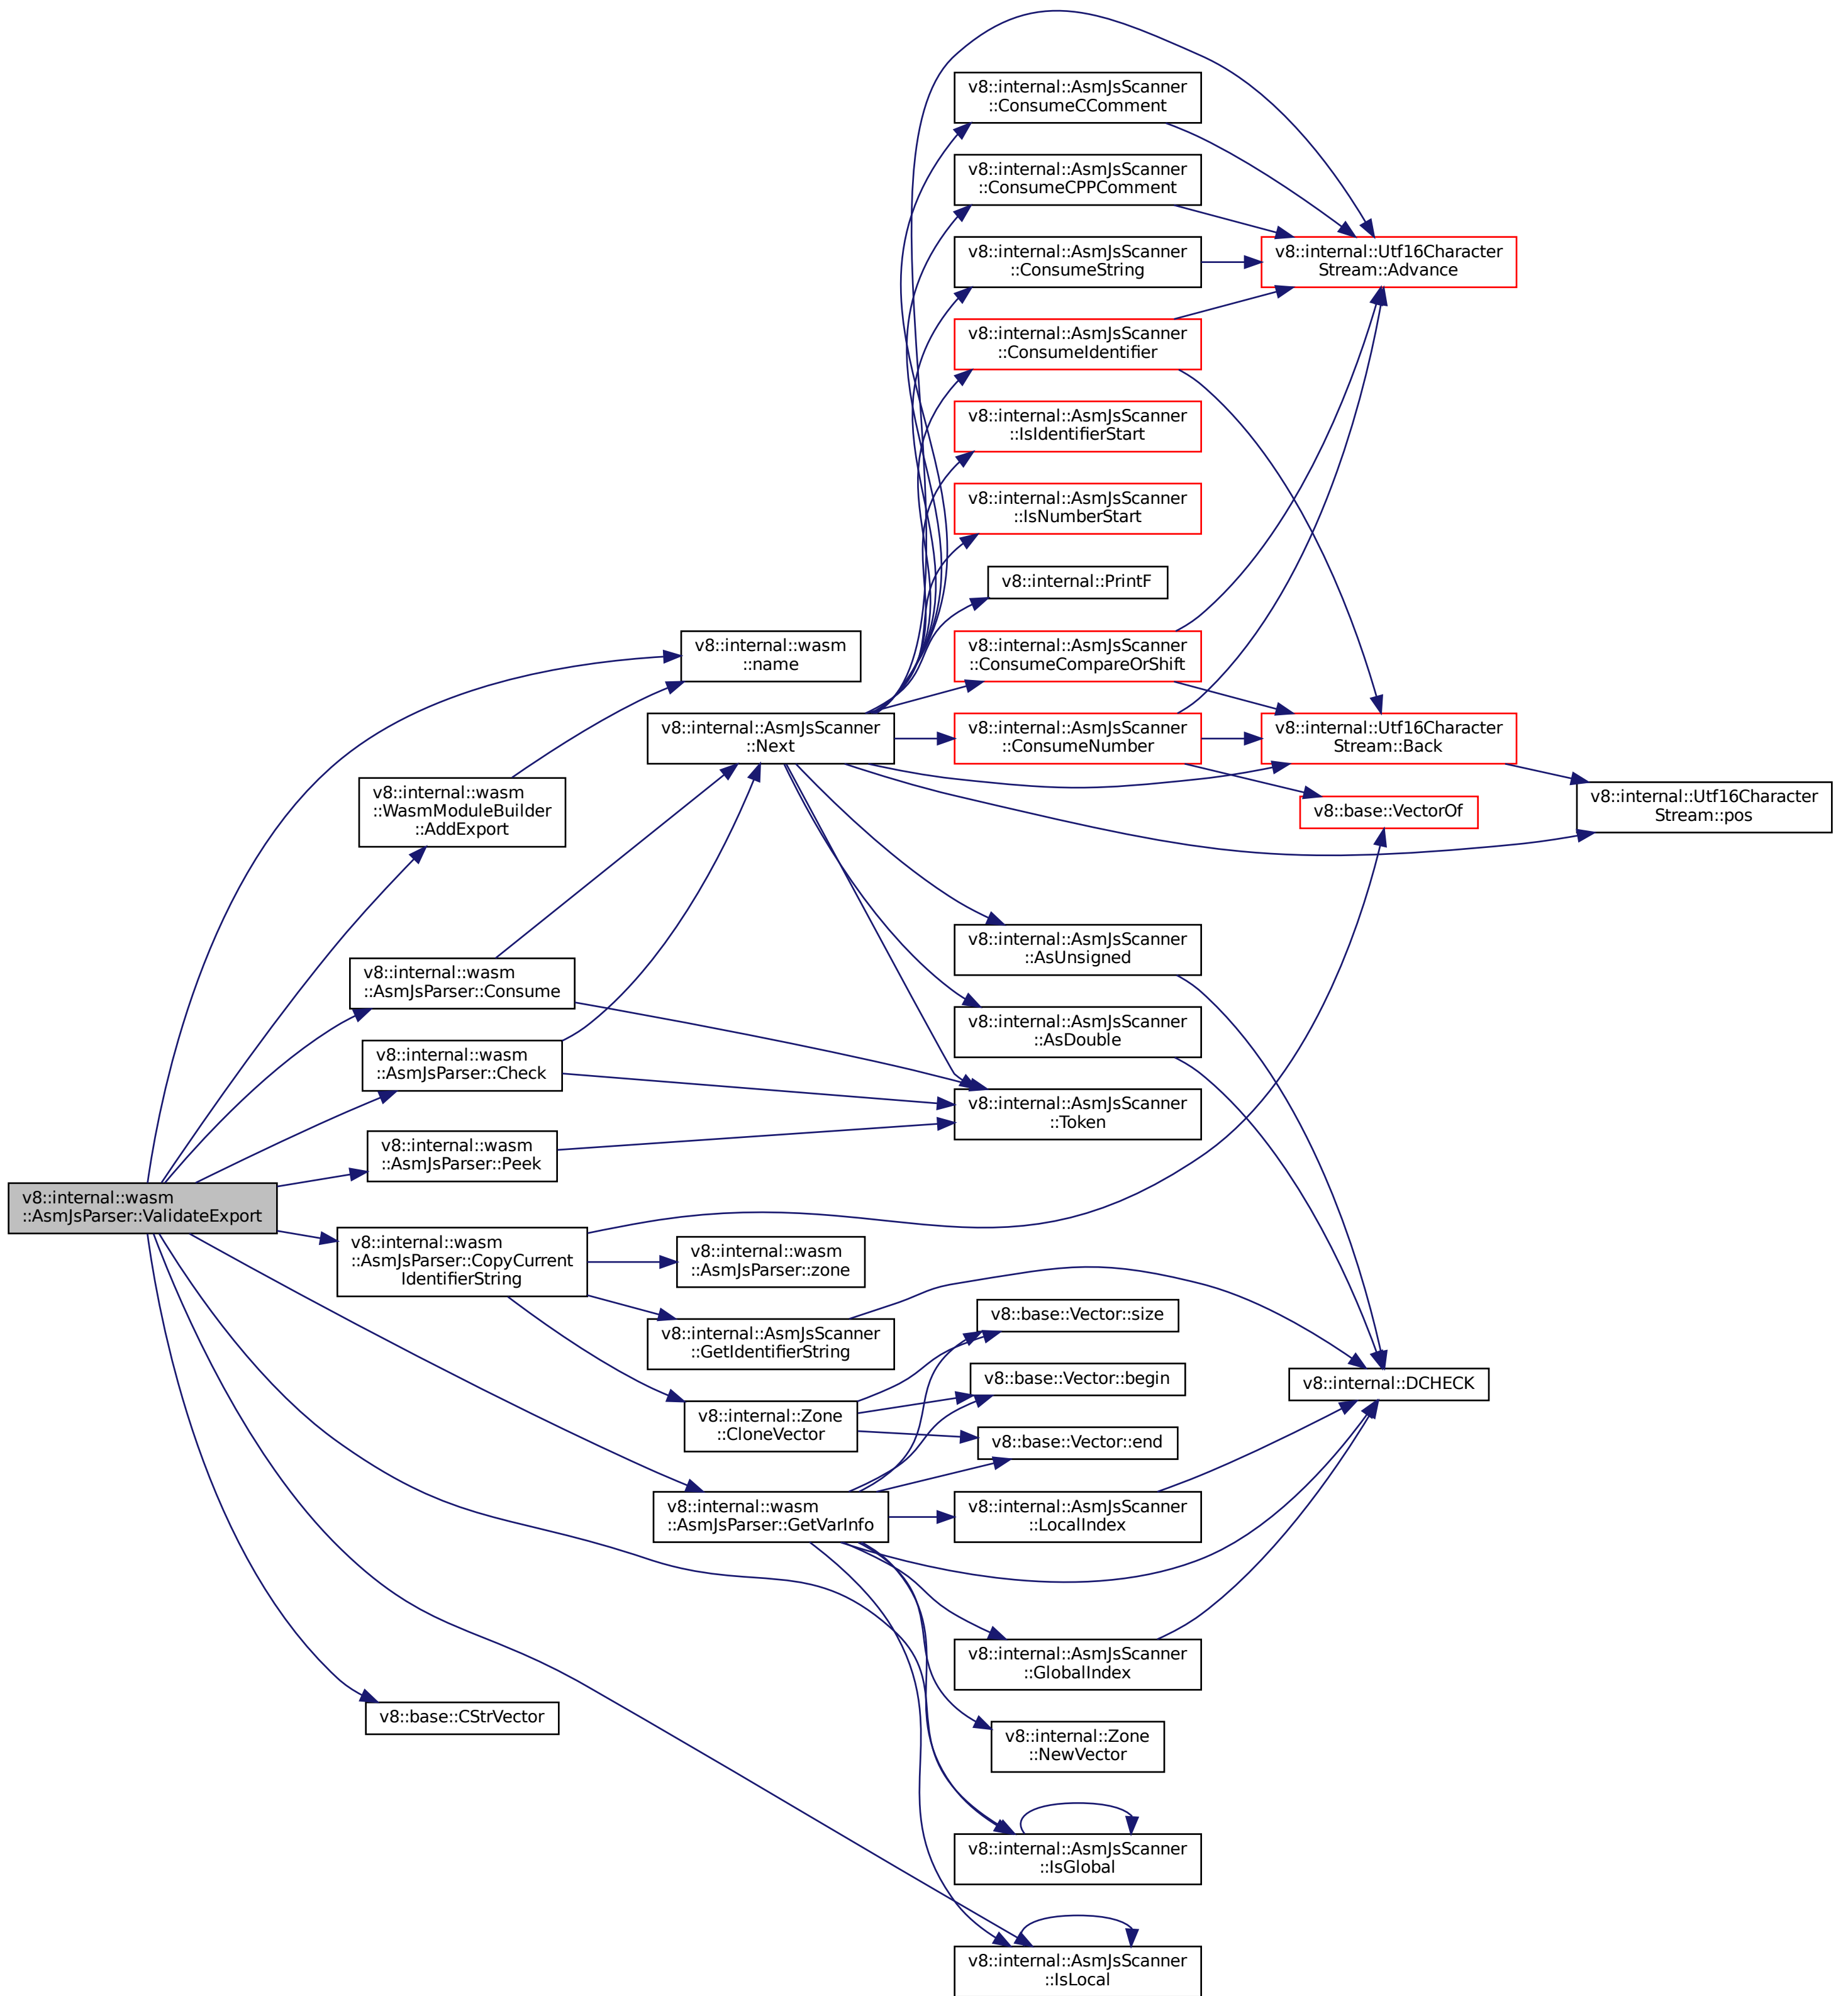 v8::internal::AsmJsScanner
::ConsumeCComment
v8::internal::AsmJsScanner
::ConsumeCPPComment
v8::internal::AsmJsScanner
::ConsumeString
v8::internal::Utf16Character
Stream::Advance
v8::internal::AsmJsScanner
::ConsumeIdentifier
v8::internal::AsmJsScanner
::IsIdentifierStart
v8::internal::AsmJsScanner
::IsNumberStart
v8::internal::PrintF
v8::internal::wasm
::name
v8::internal::AsmJsScanner
::ConsumeCompareOrShift
v8::internal::AsmJsScanner
::Next
v8::internal::AsmJsScanner
::ConsumeNumber
v8::internal::Utf16Character
Stream::Back
v8::internal::wasm
::WasmModuleBuilder
::AddExport
v8::base::VectorOf
v8::internal::Utf16Character
Stream::pos
v8::internal::AsmJsScanner
::AsUnsigned
v8::internal::wasm
::AsmJsParser::Consume
v8::internal::AsmJsScanner
::AsDouble
v8::internal::wasm
::AsmJsParser::Check
v8::internal::AsmJsScanner
::Token
v8::internal::wasm
::AsmJsParser::Peek
v8::internal::wasm
::AsmJsParser::ValidateExport
v8::internal::wasm
::AsmJsParser::CopyCurrent
IdentifierString
v8::internal::wasm
::AsmJsParser::zone
v8::base::Vector::size
v8::internal::AsmJsScanner
::GetIdentifierString
v8::base::Vector::begin
v8::internal::DCHECK
v8::internal::Zone
::CloneVector
v8::base::Vector::end
v8::internal::wasm
::AsmJsParser::GetVarInfo
v8::internal::AsmJsScanner
::LocalIndex
v8::internal::AsmJsScanner
::GlobalIndex
v8::base::CStrVector
v8::internal::Zone
::NewVector
v8::internal::AsmJsScanner
::IsGlobal
v8::internal::AsmJsScanner
::IsLocal